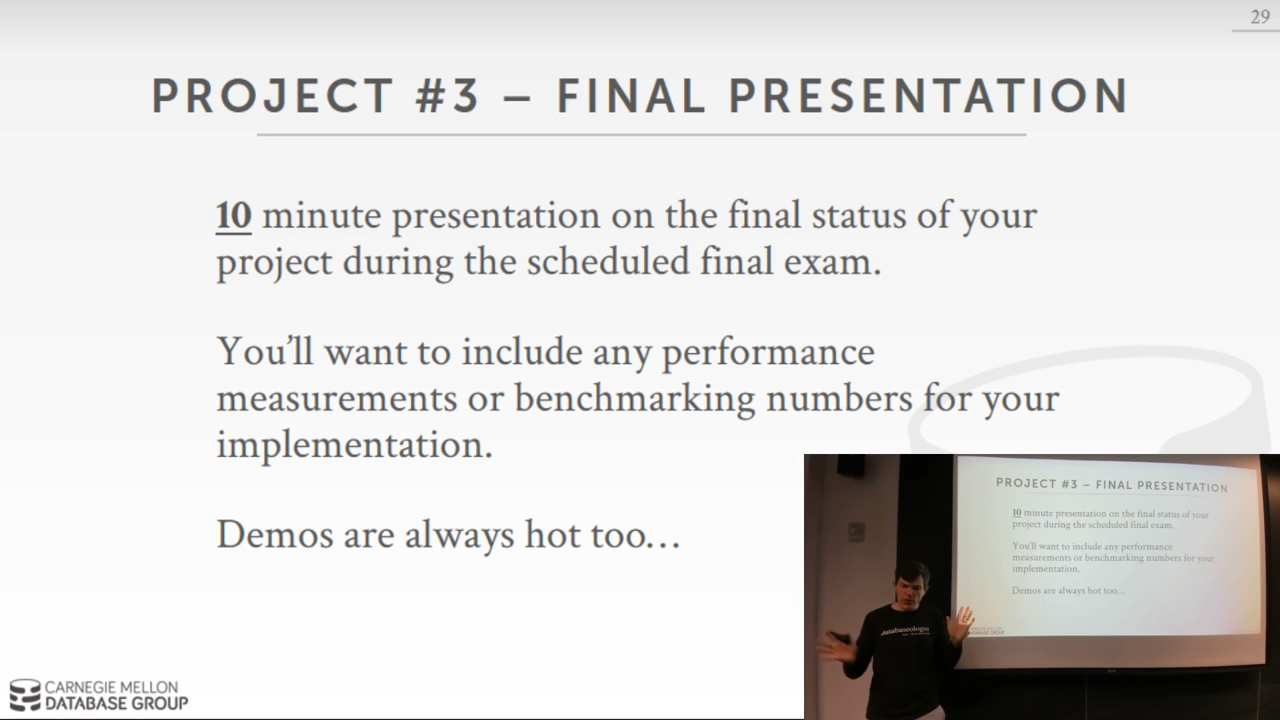 29
PROJECT #3 – FINAL PRESENTATION
10 minute presentation on the final status of your
project during the scheduled final exam.
You'll want to include any performance
measurements or benchmarking numbers for your
implementation.
Demos are always hot too…
CARNEGIE MELLON
DATABASE GROUP
PROJECT #3 – FINAL PRESENTATION
10 minute presentation on the final status of your
project during the scheduled final exam.
You'll want to include any performance
measurements or benchmarking numbers for your
implementation.
Demos are always hot too…
DATABASE GROUP